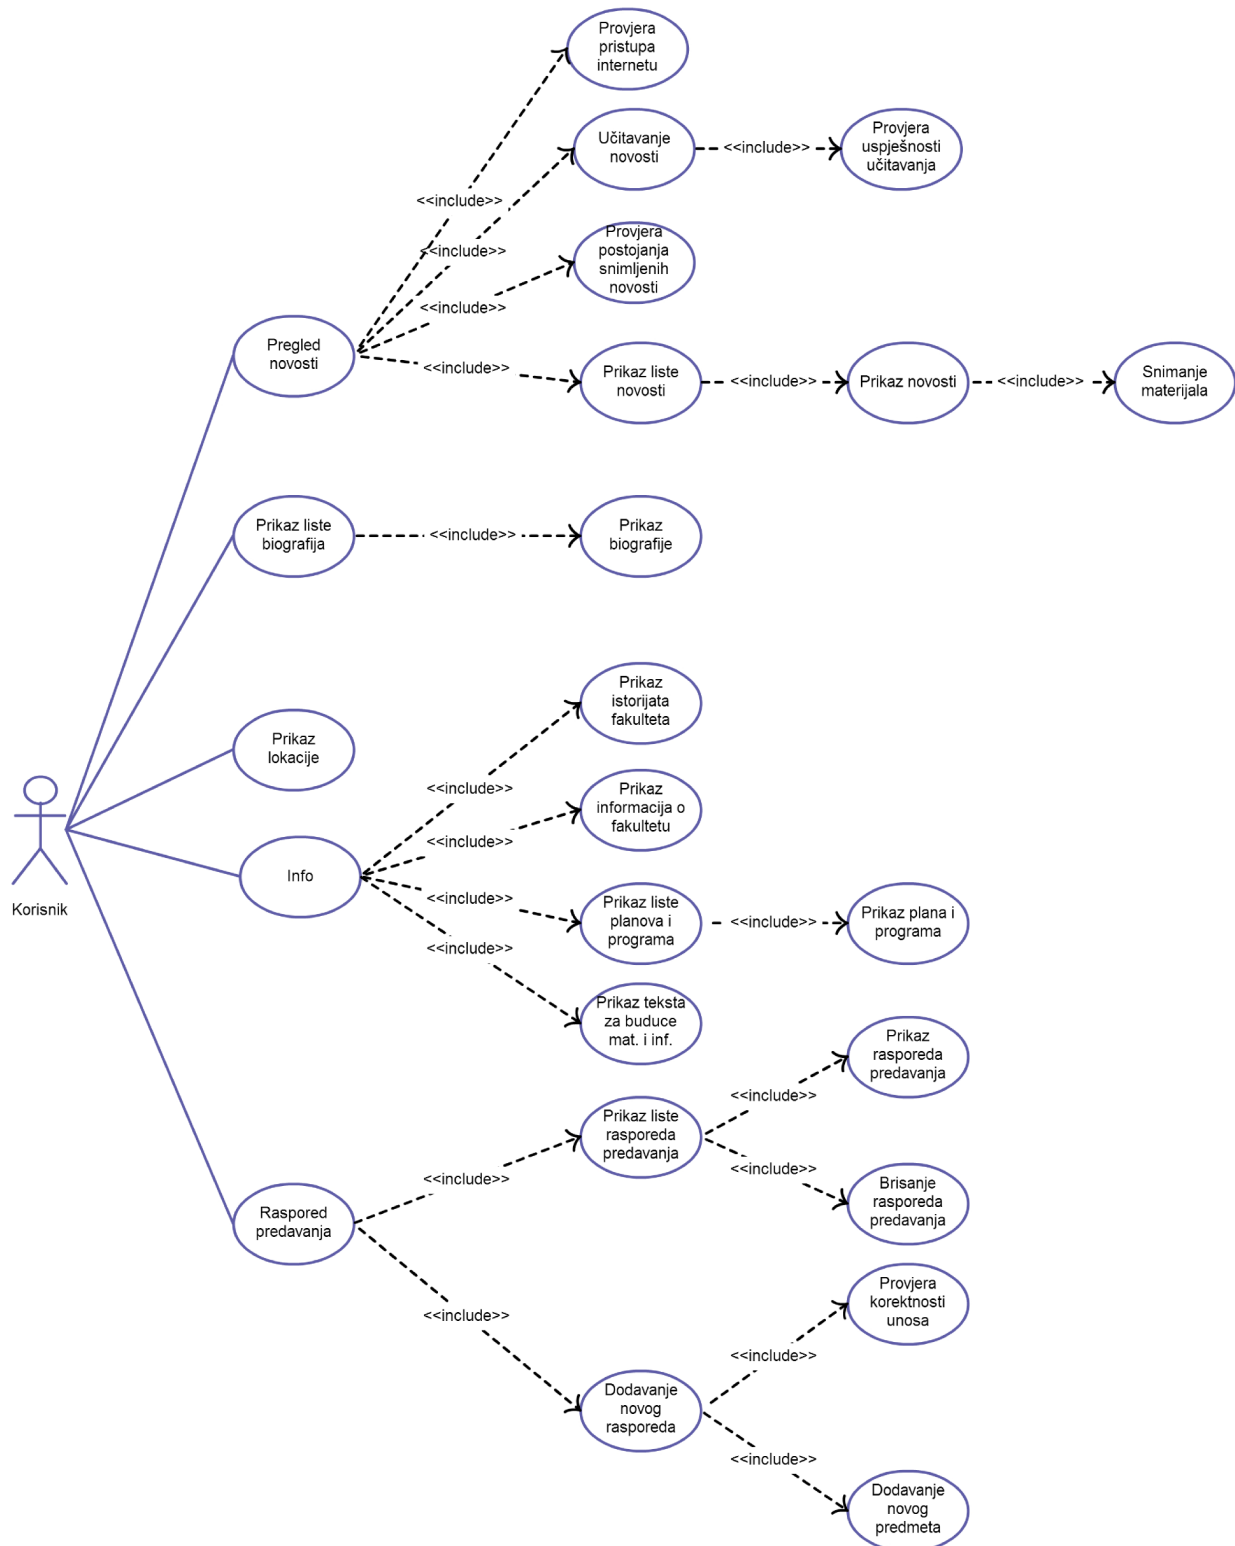 Provjera
pristupa
internetu
<<include>>
Učitavanje
novosti
<<include>>
<<include>>
Provjera
uspješnosti
učitavanja
Provjera
postojanja
snimljenih
novosti
<<include>>
Pregled
novosti
<<include>>
Prikaz liste
novosti
<<include>>
Prikaz novosti
<<include>>
Snimanje
materijala
Prikaz liste
biografija
<<include>>
Prikaz
biografije
Prikaz
istorijata
fakulteta
Prikaz
lokacije
<<include>>
Prikaz
informacija o
fakultetu
<<include>>
Korisnik
Info
<<include>>
Prikaz liste
planova i
programa
<<include>>
Prikaz plana i
programa
<<include>>
Prikaz teksta
za buduce
mat. i inf.
Prikaz
rasporeda
predavanja
<<include>>
Prikaz liste
rasporeda
predavanja
<<include>>
<<include>>
Brisanje
rasporeda
predavanja
Raspored
predavanja
<<include>>
Provjera
korektnosti
unosa
<<include>>
Dodavanje
novog
rasporeda
<<include>>
Dodavanje
novog
predmeta